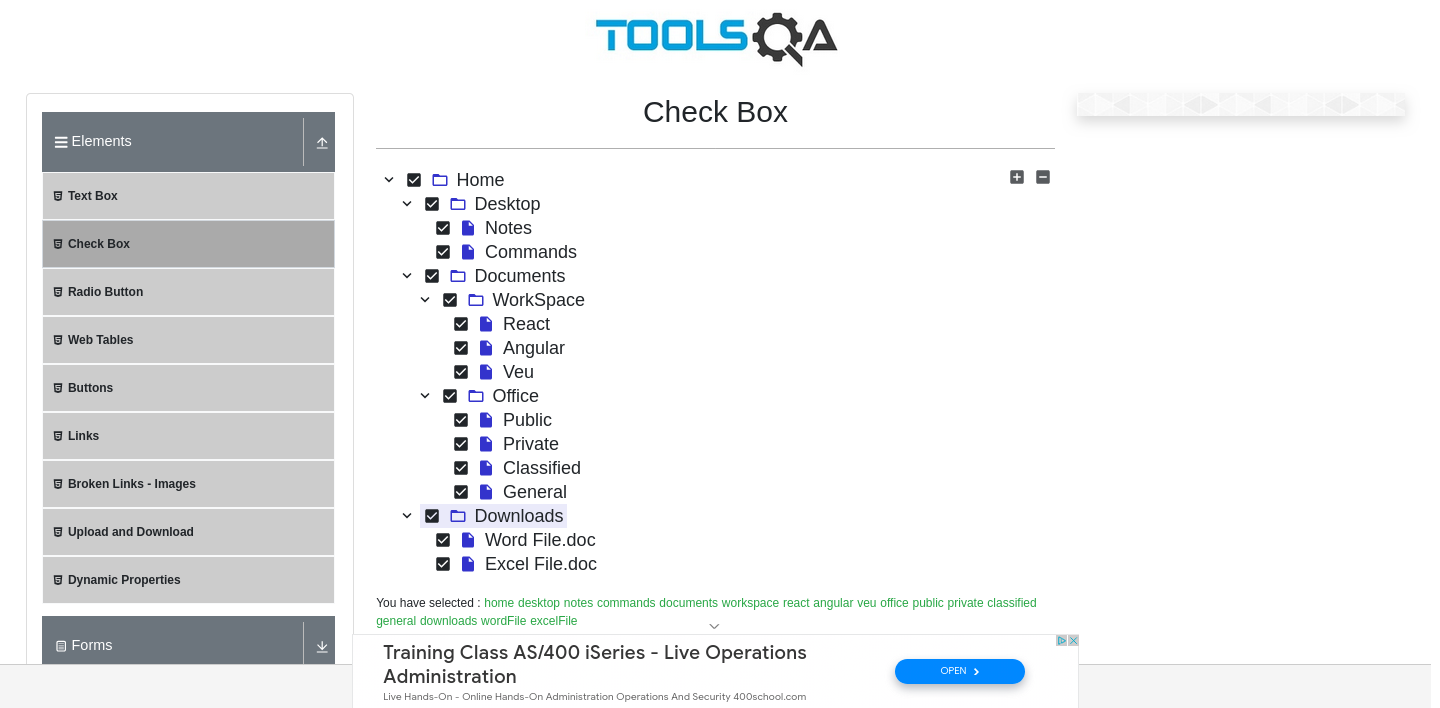 TOOLSQA
Elements
Text Box
Check Box
Radio Button
Web Tables
Buttons
Links
Broken Links - Images
Upload and Download
Dynamic Properties
Forms
Check Box
Home
Desktop
Notes
Commands
Documents
WorkSpace
React
Angular
Veu
Office
Public
Private
Classified
General
Downloads
Word File.doc
Excel File.doc
You have selected : home desktop notes commands documents workspace react angular veu office public private classified
general downloads wordFile excelFile
Training Class AS/400 iSeries - Live Operations
Administration
Live Hands-On - Online Hands-On Administration Operations And Security 400school.com
OPEN